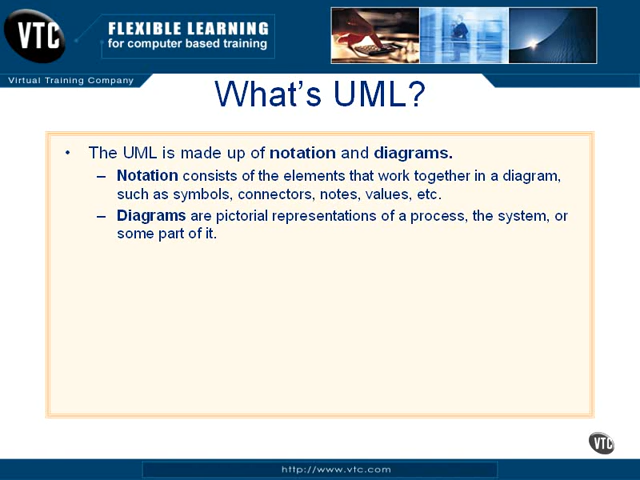 VTC
FLEXIBLE LEARNING
for computer based training
Virtual Training Company
What's UML?
• The UML is made up of notation and diagrams.
– Notation consists of the elements that work together in a diagram,
such as symbols, connectors, notes, values, etc.
– Diagrams are pictorial representations of a process, the system, or
some part of it.
VTC
http://www.vtc.com